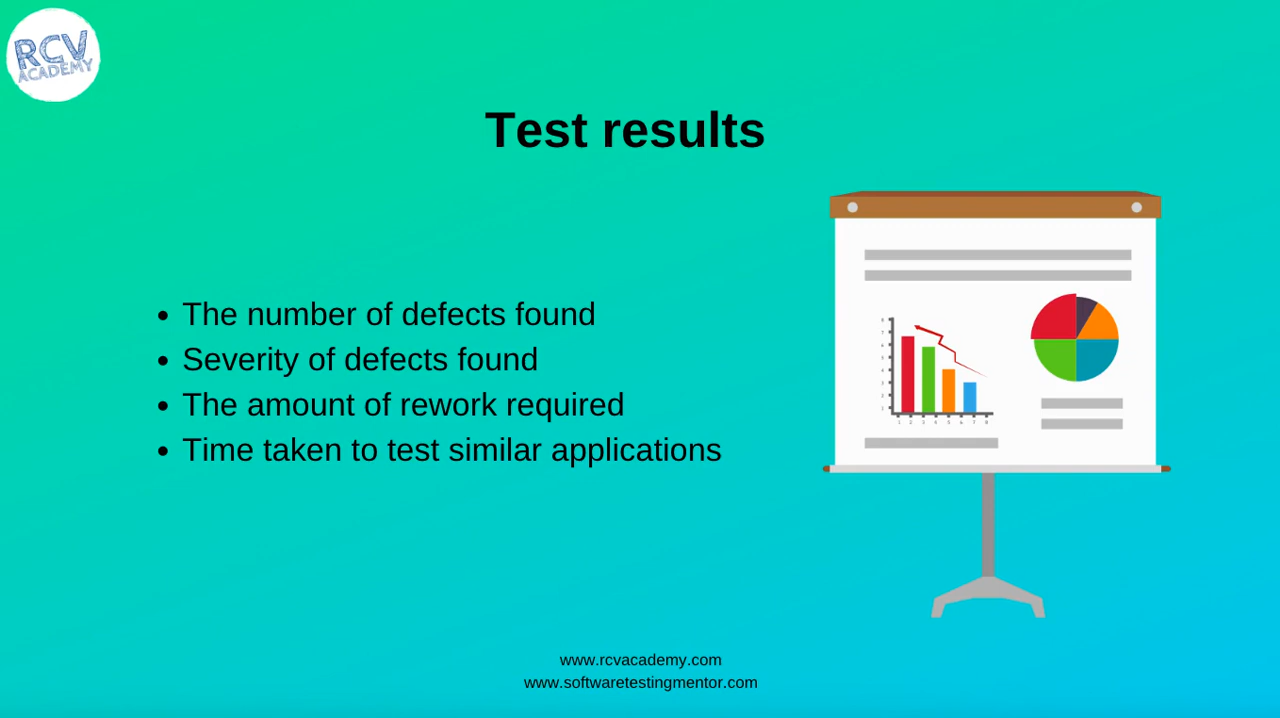 RCV
ACADEMY
Test results
• The number of defects found
• Severity of defects found
• The amount of rework required
• Time taken to test similar applications
www.rcvacademy.com
www.softwaretestingmentor.com